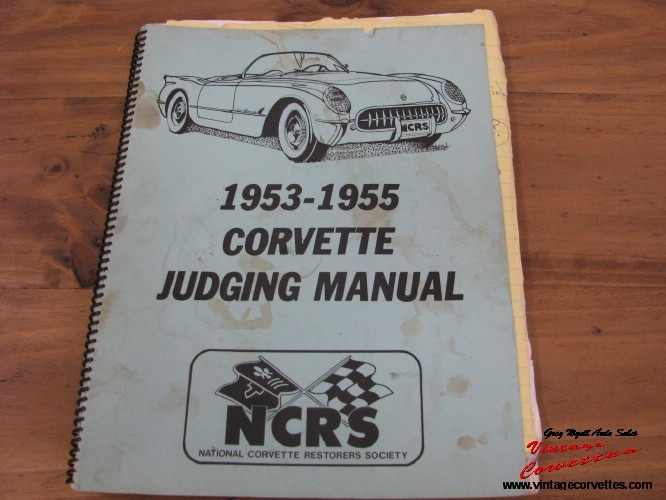 NCRS
1953-1955
CORVETTE
JUDGING MANUAL
NCRS
NATIONAL CORVETTE RESTORERS SOCIETY
Greg Wyatt Auto Sales
Vintage
Corvettes
www.vintagecorvettes.com